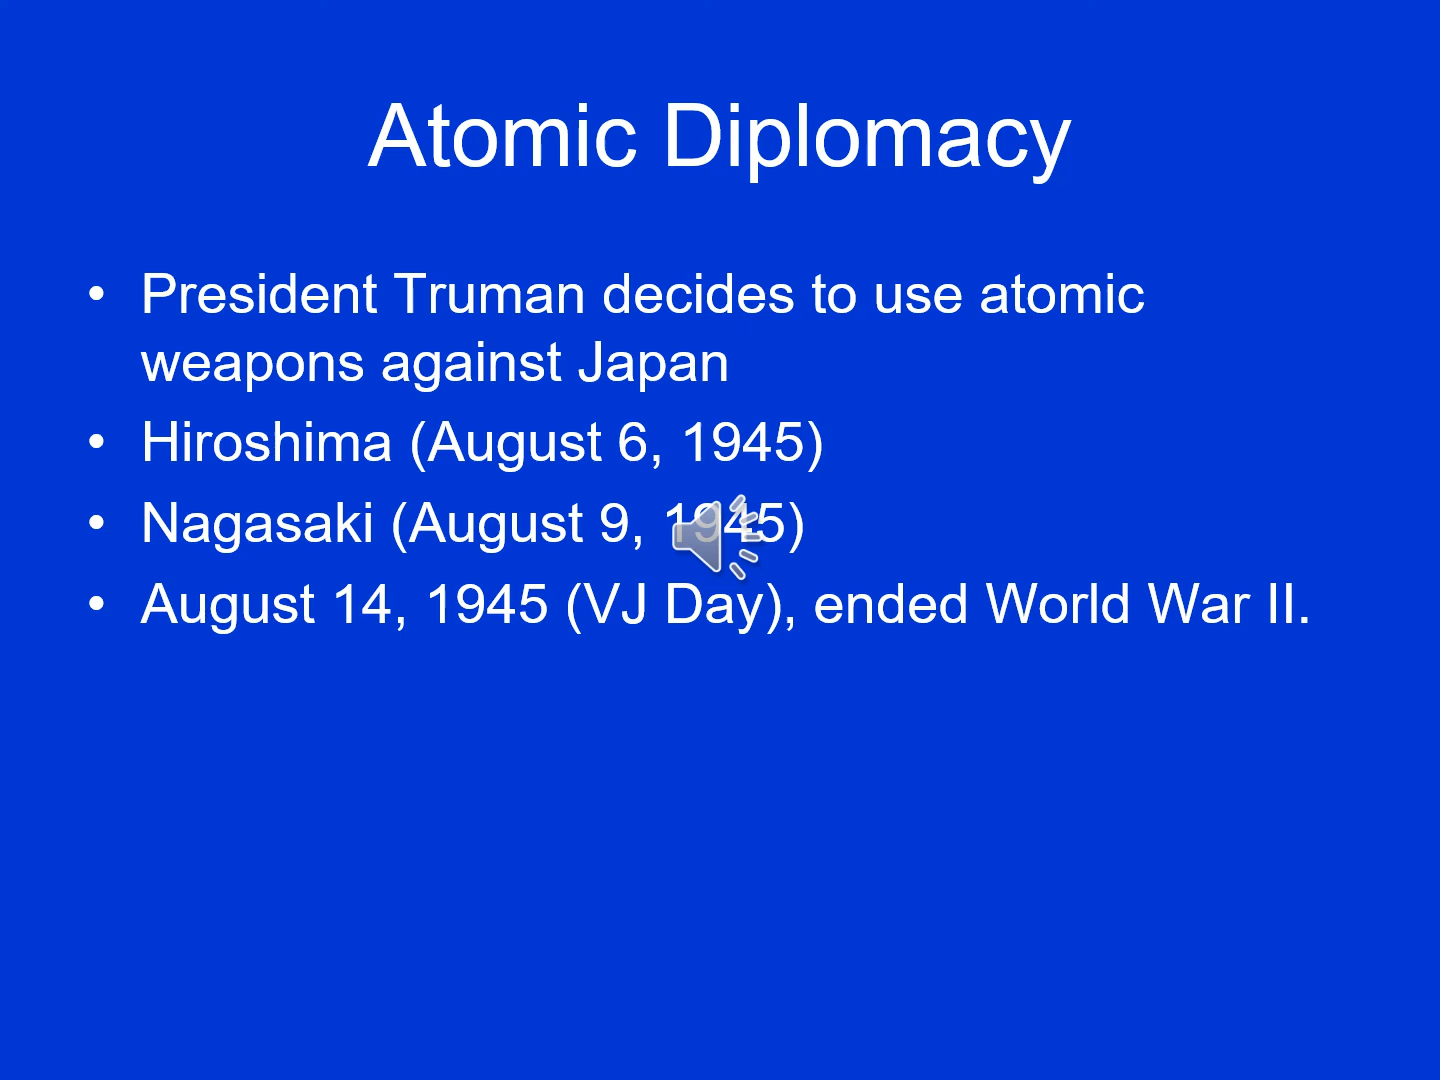 Atomic Diplomacy
• President Truman decides to use atomic
weapons against Japan
• Hiroshima (August 6, 1945)
• Nagasaki (August 9, 1945)
• August 14, 1945 (VJ Day), ended World War II.